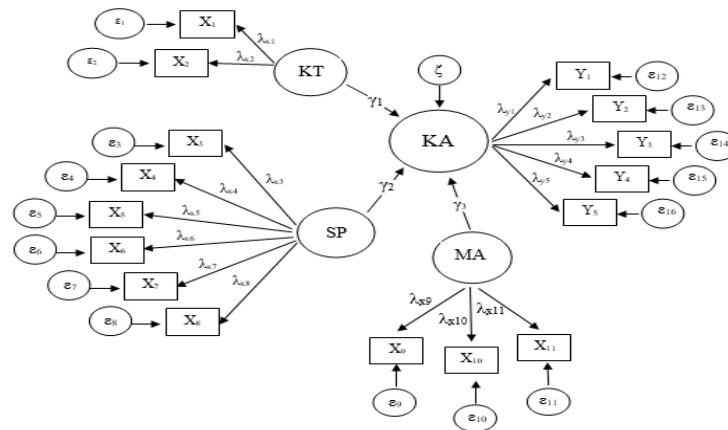 ε₁ X₁ λₓ₁
ε₂ X₂ λₓ₂
KT
γ₁
ζ
KA
λy₁ Y₁ ε₁₂
λy₂ Y₂ ε₁₃
λy₃ Y₃ ε₁₄
λy₄ Y₄ ε₁₅
λy₅ Y₅ ε₁₆
ε₃ X₃ λₓ₃
ε₄ X₄ λₓ₄
ε₅ X₅ λₓ₅
ε₆ X₆ λₓ₆
ε₇ X₇ λₓ₇
ε₈ X₈ λₓ₈
SP
γ₂
γ₃
MA
λx9 λx10 λx11
X₉ X₁₀ X₁₁
ε₉ ε₁₀ ε₁₁